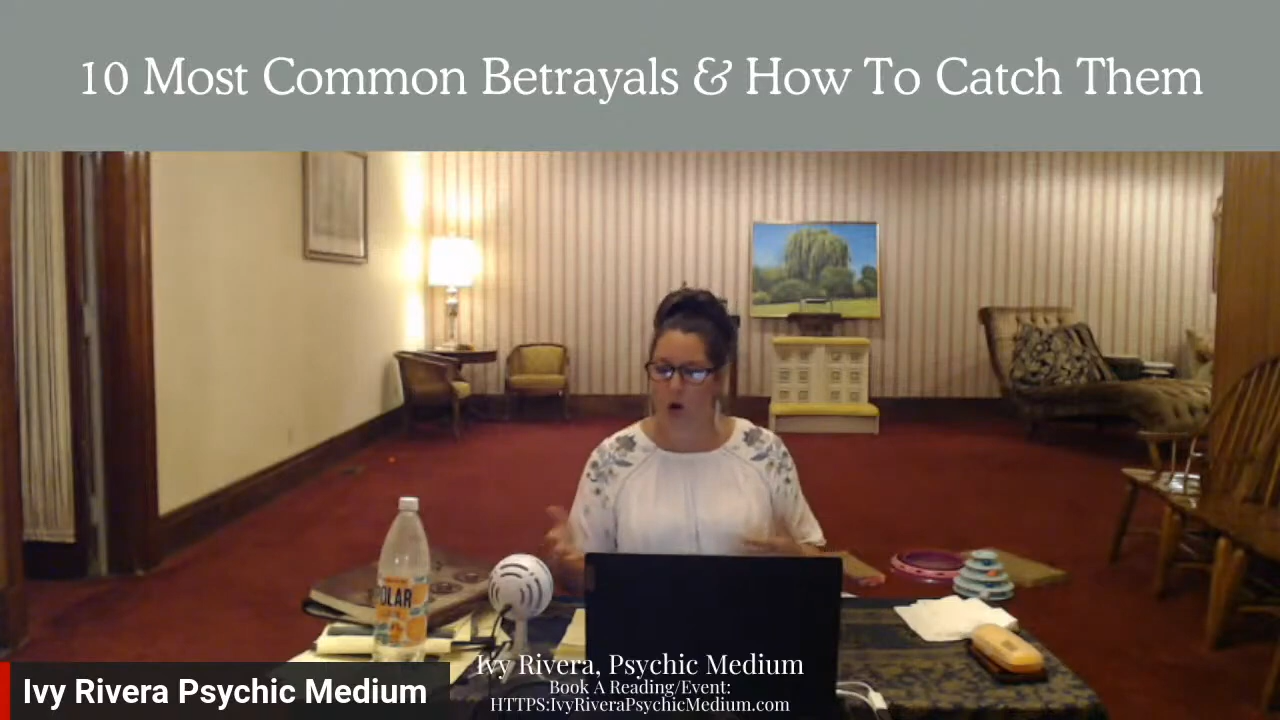 10 Most Common Betrayals & How To Catch Them
OLAR
Ivy Rivera, Psychic Medium
Book A Reading/Event:
HTTPS:IvyRiveraPsychicMedium.com
Ivy Rivera Psychic Medium